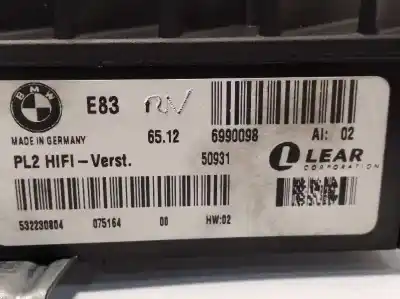 BMW
E83
MADE IN GERMANY
65.12 6990098 AI: 02
PL2 HIFI-Verst. 50931
LEAR
CORPORATION
532230804 075164 00 HW:02